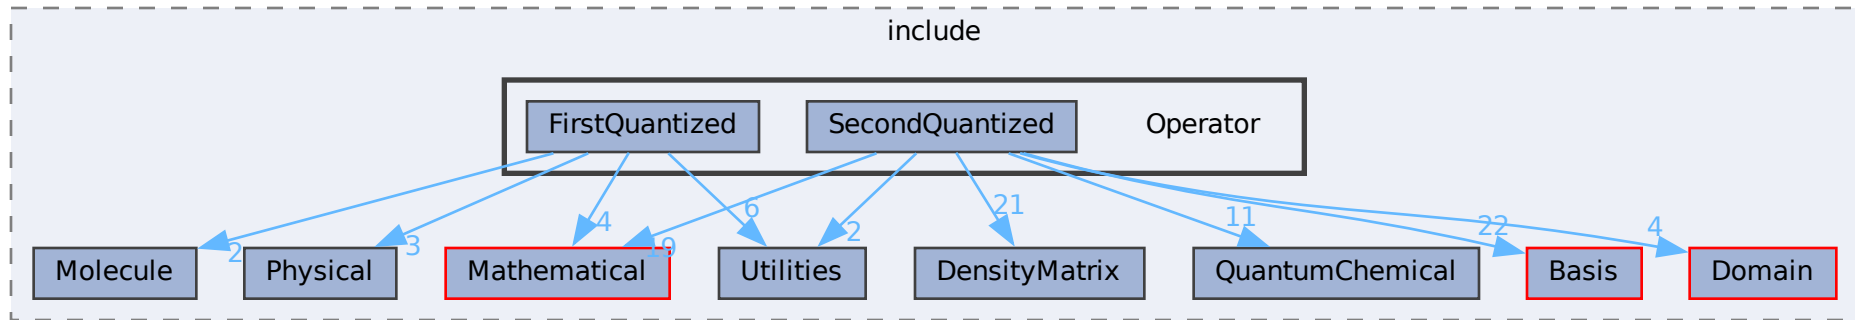 include
FirstQuantized
SecondQuantized
Operator
6
21
11
22
4
4
2
2
3
19
Molecule
Physical
Mathematical
Utilities
DensityMatrix
QuantumChemical
Basis
Domain